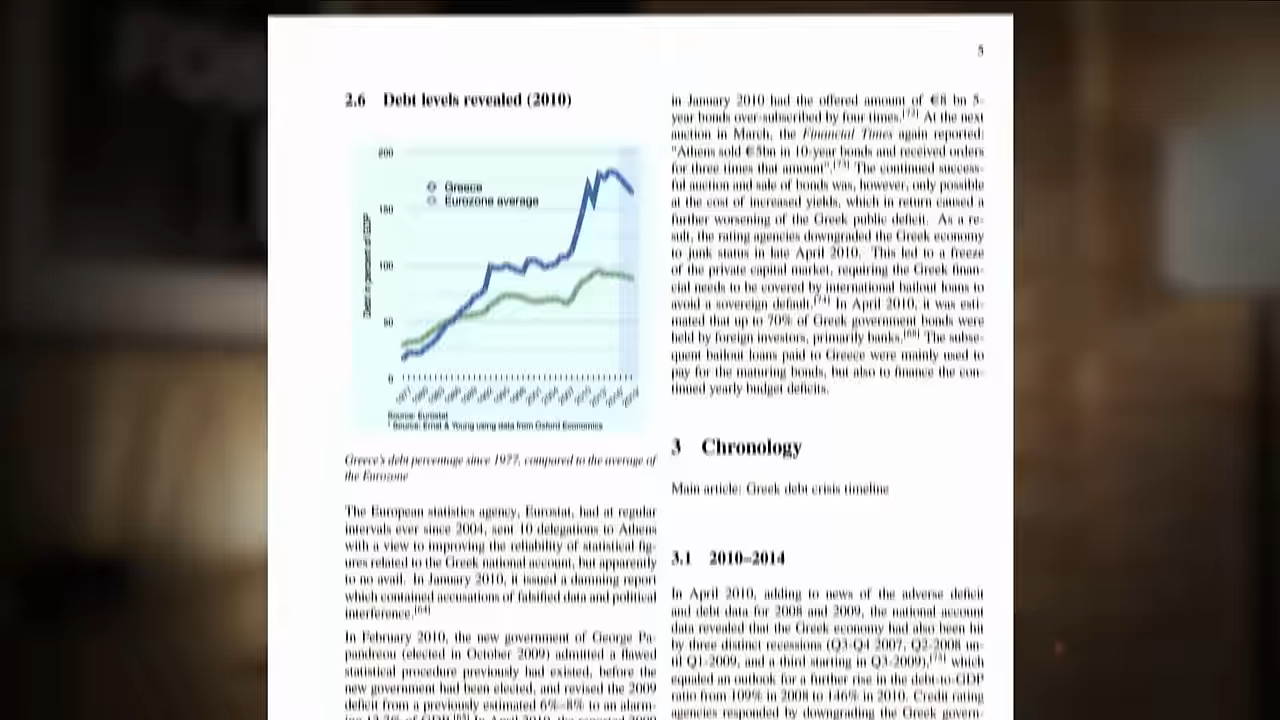 5
2.6 Debt levels revealed (2010)
200
150
100
50
0
Debt in percent of GDP
Greece
Eurozone average
Source: Eurostat
¹ Source: Ernst & Young using data from Oxford Economics
Greece's debt percentage since 1977, compared to the average of
the Eurozone
The European statistics agency, Eurostat, had at regular
intervals ever since 2004, sent 10 delegations to Athens
with a view to improving the reliability of statistical fig-
ures related to the Greek national account, but apparently
to no avail. In January 2010, it issued a damning report
which contained accusations of falsified data and political
interference.[64]
In February 2010, the new government of George Pa-
pandreou (elected in October 2009) admitted a flawed
statistical procedure previously had existed, before the
new government had been elected, and revised the 2009
deficit from a previously estimated 6%–8% to an alarm-
in January 2010 had the offered amount of €8 bn 5-
year bonds over-subscribed by four times.[72] At the next
auction in March, the Financial Times again reported:
"Athens sold €5bn in 10-year bonds and received orders
for three times that amount".[73] The continued success-
ful auction and sale of bonds was, however, only possible
at the cost of increased yields, which in return caused a
further worsening of the Greek public deficit. As a re-
sult, the rating agencies downgraded the Greek economy
to junk status in late April 2010. This led to a freeze
of the private capital market, requiring the Greek finan-
cial needs to be covered by international bailout loans to
avoid a sovereign default.[74] In April 2010, it was esti-
mated that up to 70% of Greek government bonds were
held by foreign investors, primarily banks.[68] The subse-
quent bailout loans paid to Greece were mainly used to
pay for the maturing bonds, but also to finance the con-
tinued yearly budget deficits.
3 Chronology
Main article: Greek debt crisis timeline
3.1 2010–2014
In April 2010, adding to news of the adverse deficit
and debt data for 2008 and 2009, the national account
data revealed that the Greek economy had also been hit
by three distinct recessions (Q3-Q4 2007, Q2-2008 un-
til Q1-2009, and a third starting in Q3-2009),[75] which
equaled an outlook for a further rise in the debt-to-GDP
ratio from 109% in 2008 to 146% in 2010. Credit rating
agencies responded by downgrading the Greek govern-